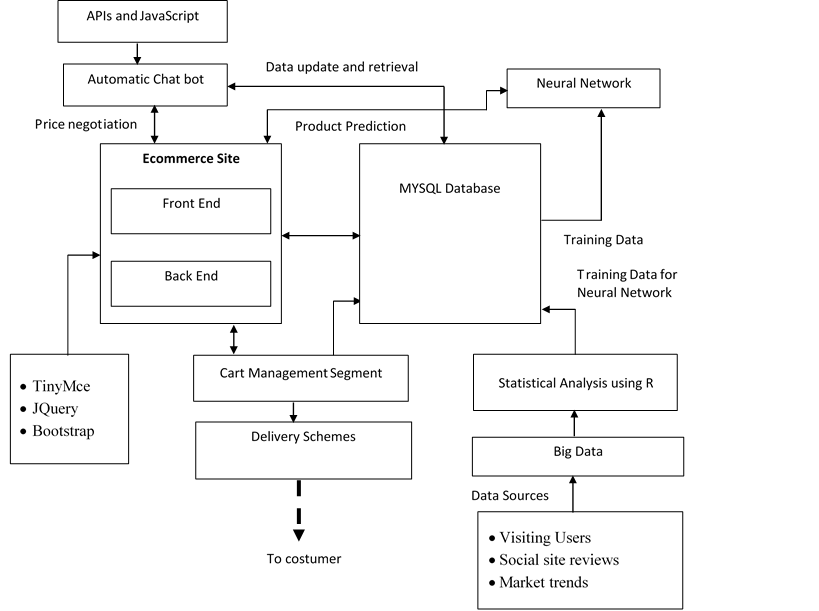 APIs and JavaScript
Automatic Chat bot
Data update and retrieval
Neural Network
Price negotiation
Product Prediction
Ecommerce Site
Front End
Back End
MYSQL Database
Training Data
Training Data for
Neural Network
• TinyMce
• JQuery
• Bootstrap
Cart Management Segment
Statistical Analysis using R
Delivery Schemes
Big Data
Data Sources
• Visiting Users
• Social site reviews
• Market trends
To costumer